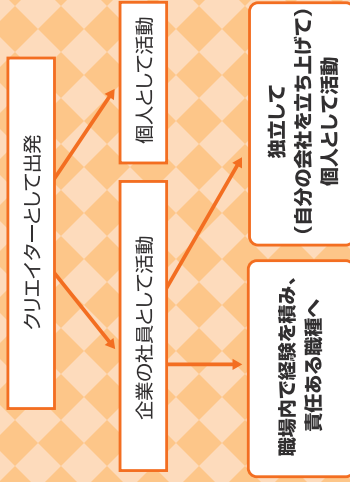 クリエイターとして出発
企業の社員として活動
個人として活動
職場内で経験を積み、
責任ある職種へ
独立して
（自分の会社を立ち上げて）
個人として活動